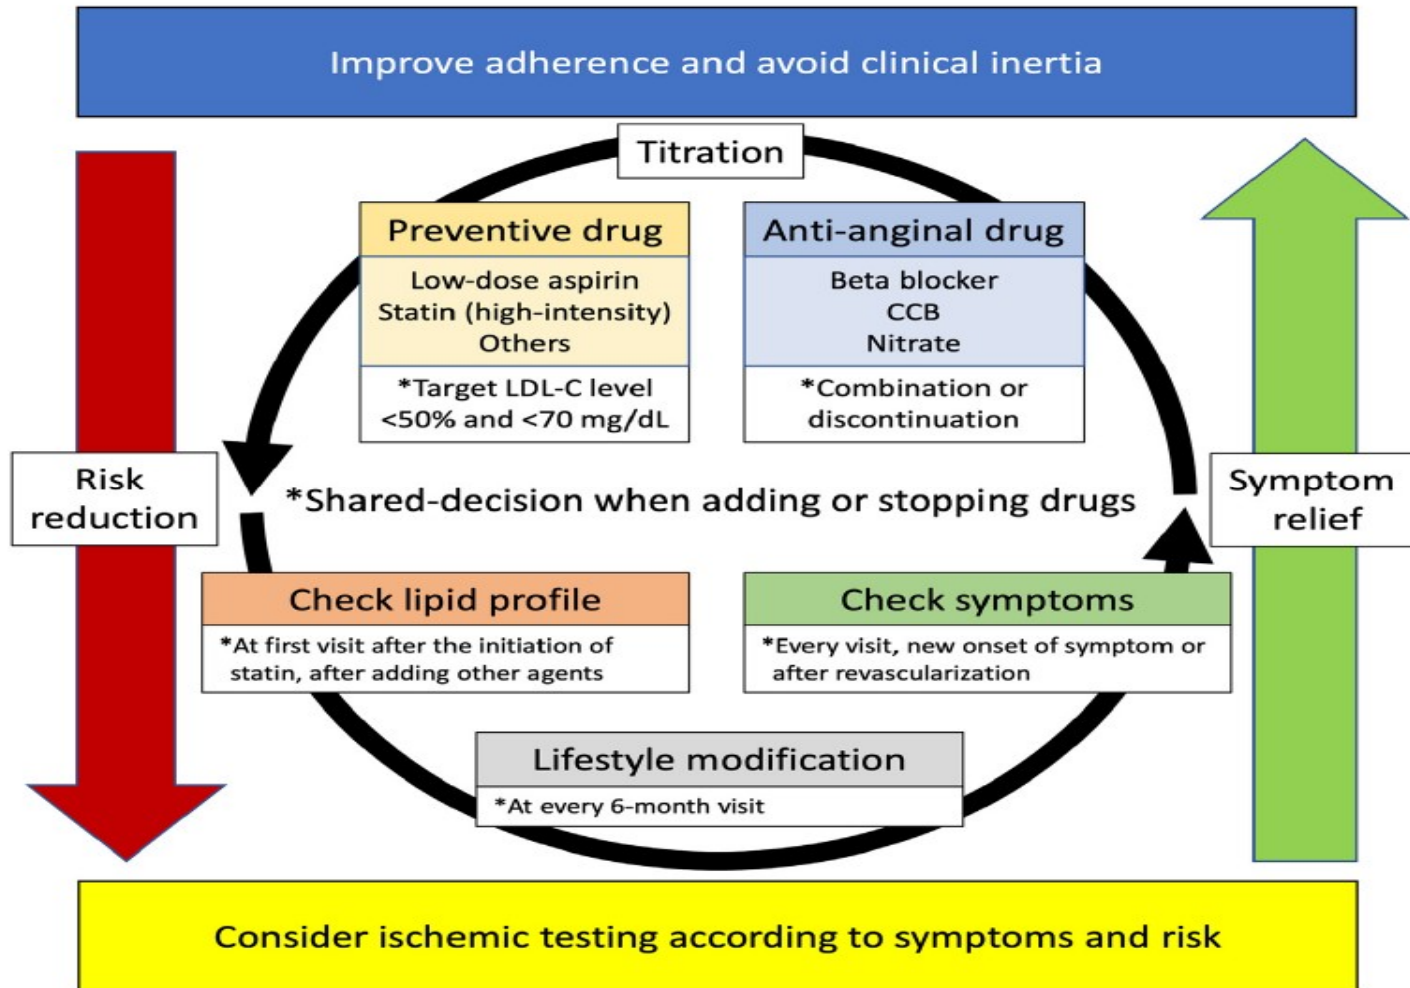 Improve adherence and avoid clinical inertia
Titration
Preventive drug
Low-dose aspirin
Statin (high-intensity)
Others
*Target LDL-C level
<50% and <70 mg/dL
Anti-anginal drug
Beta blocker
CCB
Nitrate
*Combination or
discontinuation
Risk
reduction
*Shared-decision when adding or stopping drugs
Symptom
relief
Check lipid profile
*At first visit after the initiation of
statin, after adding other agents
Check symptoms
*Every visit, new onset of symptom or
after revascularization
Lifestyle modification
*At every 6-month visit
Consider ischemic testing according to symptoms and risk